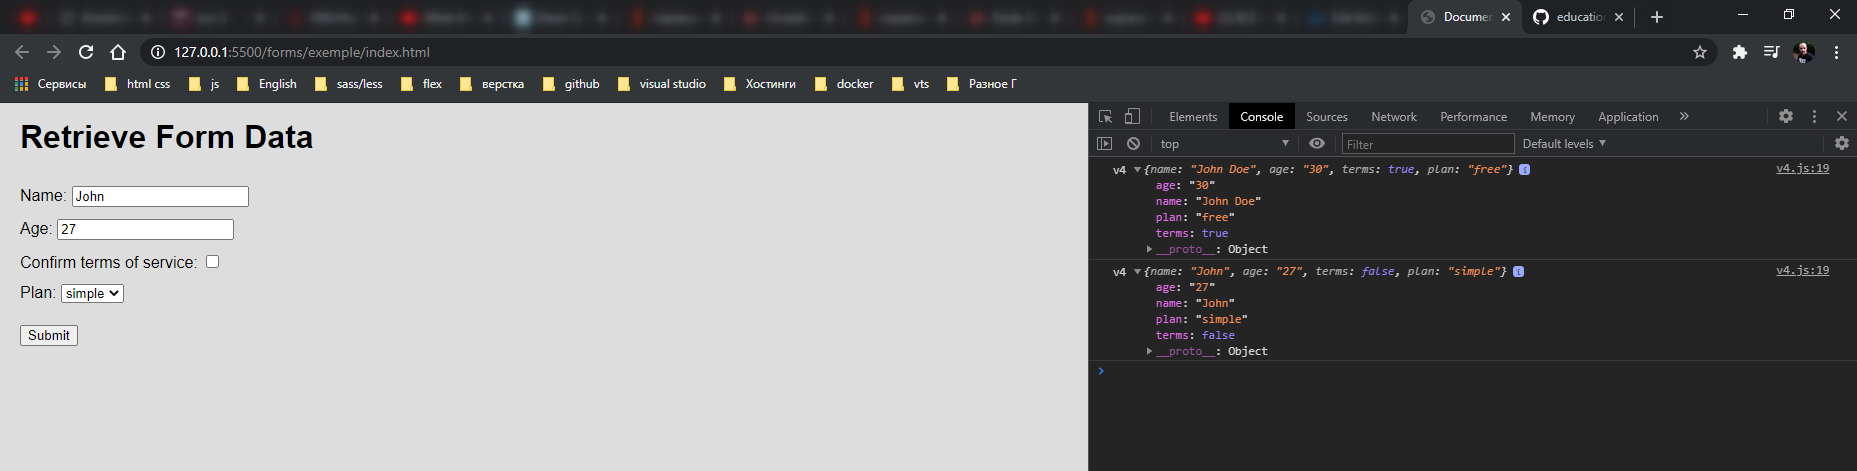 Documen
education
127.0.0.1:5500/forms/exemple/index.html
Сервисы html css js English sass/less flex верстка github visual studio Хостинги docker vts Разное Г
Retrieve Form Data
Name: John
Age: 27
Confirm terms of service:
Plan: simple
Submit
Elements Console Sources Network Performance Memory Application »
top Filter Default levels
v4 {name: "John Doe", age: "30", terms: true, plan: "free"} v4.js:19
age: "30"
name: "John Doe"
plan: "free"
terms: true
__proto__: Object
v4 {name: "John", age: "27", terms: false, plan: "simple"} v4.js:19
age: "27"
name: "John"
plan: "simple"
terms: false
__proto__: Object